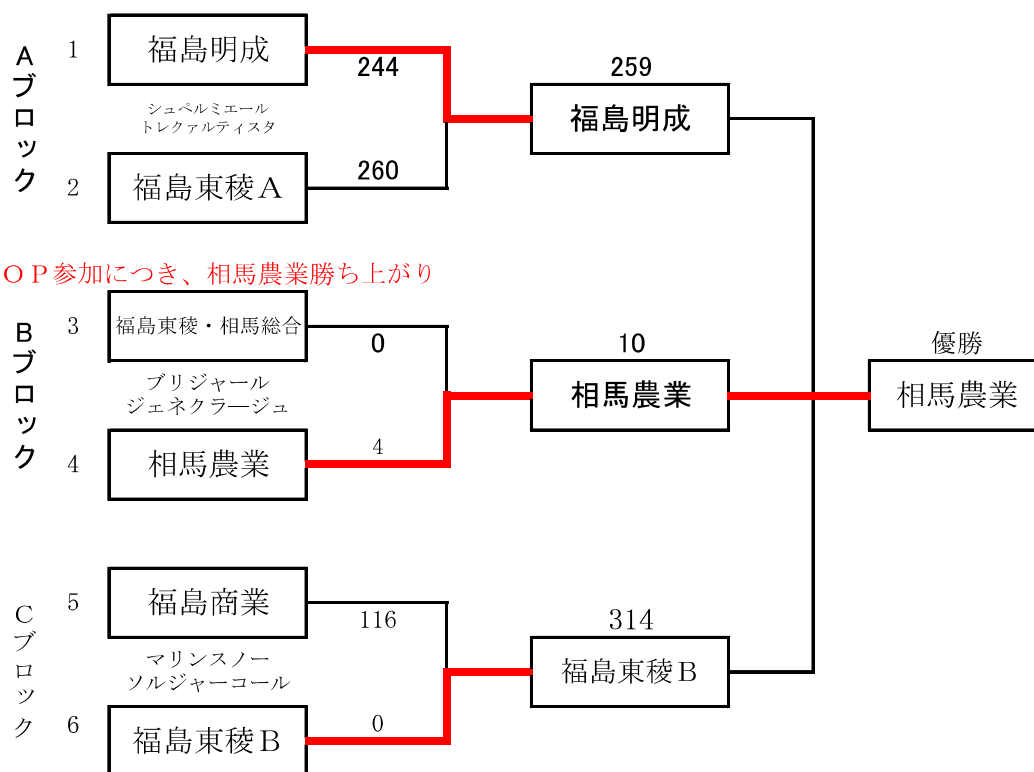 Aブロック
1
福島明成
244
シュペルミエール
トレクァルティスタ
2
福島東稜A
260
259
福島明成
OP参加につき、相馬農業勝ち上がり
Bブロック
3
福島東稜・相馬総合
0
ブリジャール
ジェネクラ―ジュ
4
相馬農業
4
10
相馬農業
優勝
相馬農業
Cブロック
5
福島商業
116
マリンスノー
ソルジャーコール
6
福島東稜B
0
314
福島東稜B